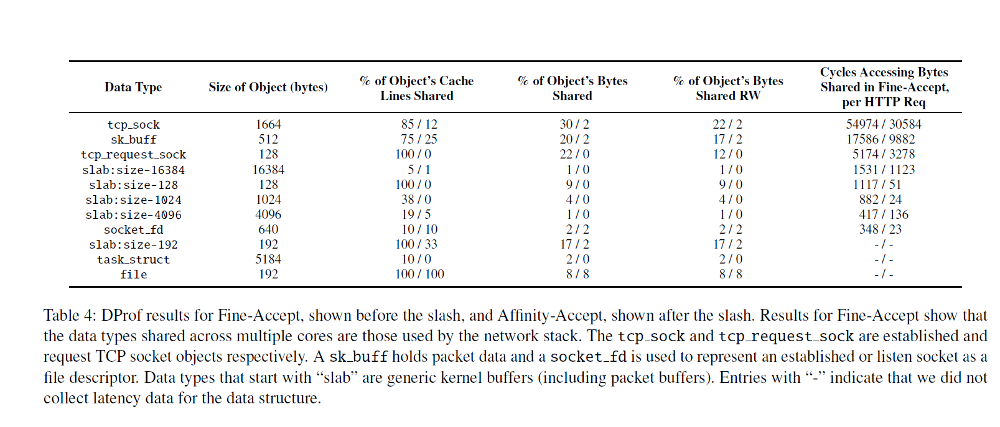 Data Type Size of Object (bytes) % of Object's Cache Lines Shared % of Object's Bytes Shared % of Object's Bytes Shared RW Cycles Accessing Bytes Shared in Fine-Accept, per HTTP Req
tcp_sock 1664 85 / 12 30 / 2 22 / 2 54974 / 30584
sk_buff 512 75 / 25 20 / 2 17 / 2 17586 / 9882
tcp_request_sock 128 100 / 0 22 / 0 12 / 0 5174 / 3278
slab:size-16384 16384 5 / 1 1 / 0 1 / 0 1531 / 1123
slab:size-128 128 100 / 0 9 / 0 9 / 0 1117 / 51
slab:size-1024 1024 38 / 0 4 / 0 4 / 0 882 / 24
slab:size-4096 4096 19 / 5 1 / 0 1 / 0 417 / 136
socket_fd 640 10 / 10 2 / 2 2 / 2 348 / 23
slab:size-192 192 100 / 33 17 / 2 17 / 2 - / -
task_struct 5184 10 / 0 2 / 0 2 / 0 - / -
file 192 100 / 100 8 / 8 8 / 8 - / -
Table 4: DProf results for Fine-Accept, shown before the slash, and Affinity-Accept, shown after the slash. Results for Fine-Accept show that
the data types shared across multiple cores are those used by the network stack. The tcp_sock and tcp_request_sock are established and
request TCP socket objects respectively. A sk_buff holds packet data and a socket_fd is used to represent an established or listen socket as a
file descriptor. Data types that start with “slab” are generic kernel buffers (including packet buffers). Entries with “-” indicate that we did not
collect latency data for the data structure.